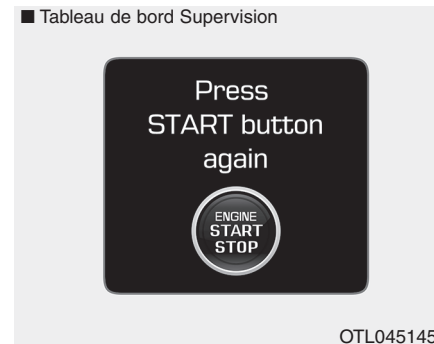 ■ Tableau de bord Supervision
Press
START button
again
ENGINE
START
STOP
OTL045145